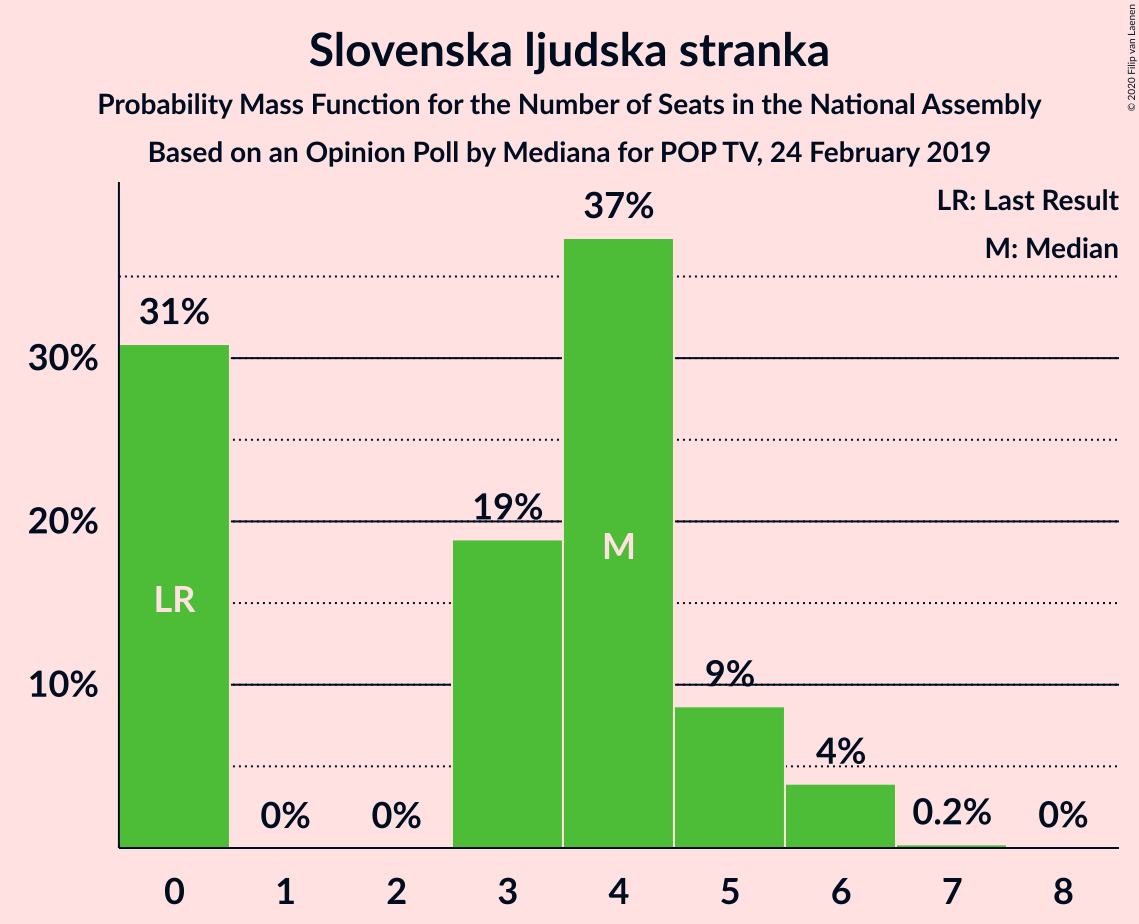 Slovenska ljudska stranka
Probability Mass Function for the Number of Seats in the National Assembly
Based on an Opinion Poll by Mediana for POP TV, 24 February 2019
© 2020 Filip van Laenen
LR: Last Result
M: Median
37%
31%
30%
19%
20%
M
LR
9%
10%
4%
0%
0%
0.2%
0%
0
1
2
3
4
5
6
7
8